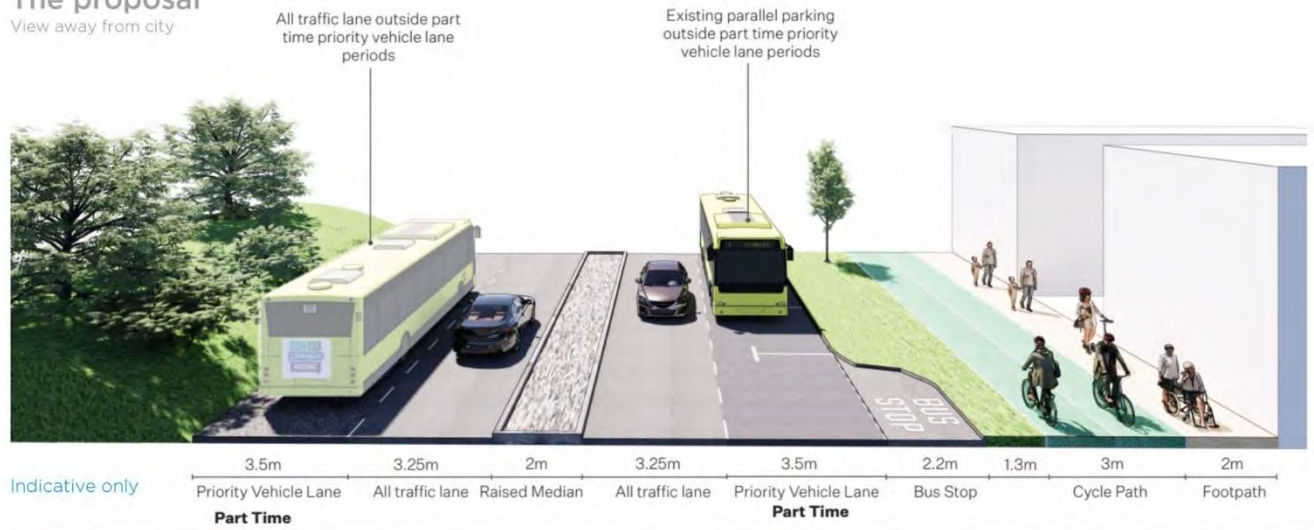 The proposal
View away from city
All traffic lane outside part
time priority vehicle lane
periods
Existing parallel parking
outside part time priority
vehicle lane periods
BUS
STOP
Indicative only
3.5m
3.25m
2m
3.25m
3.5m
2.2m
1.3m
3m
2m
Priority Vehicle Lane
All traffic lane
Raised Median
All traffic lane
Priority Vehicle Lane
Bus Stop
Cycle Path
Footpath
Part Time
Part Time